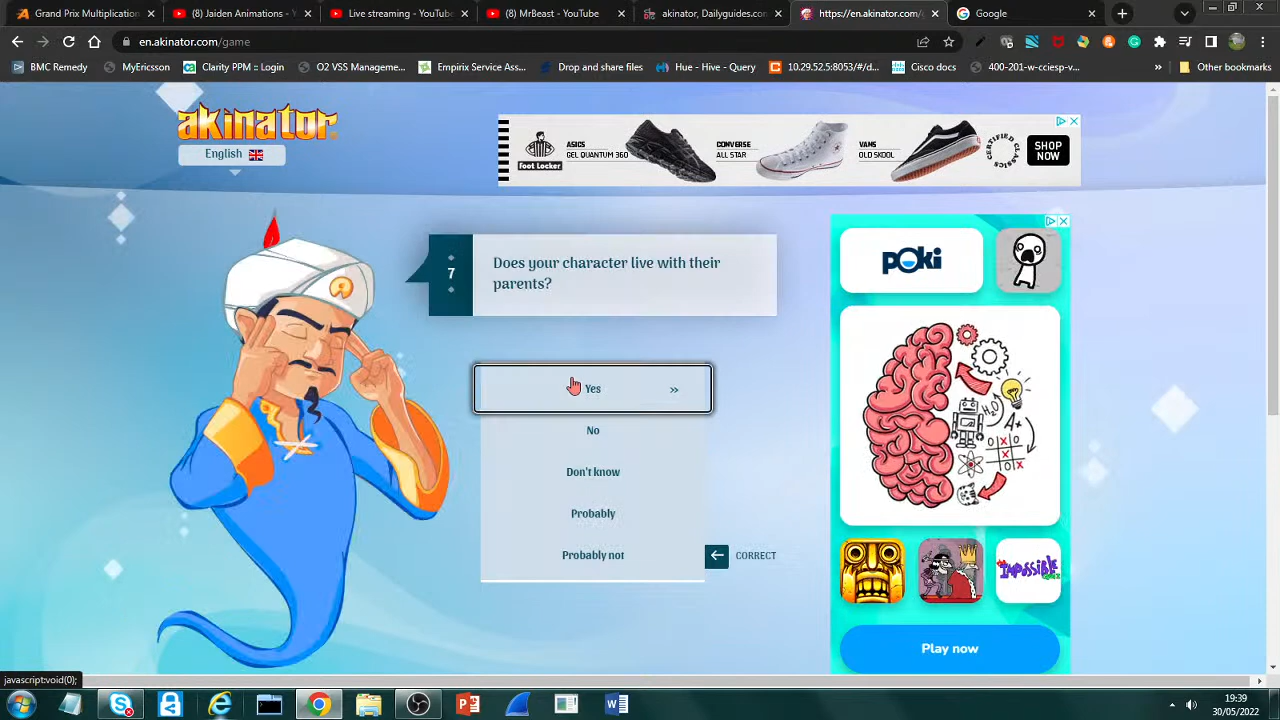 Grand Prix Multiplication
(8) Jaiden Animations - Y
Live streaming - YouTube
(8) MrBeast - YouTube
akinator, Dailyguides.com
https://en.akinator.com/g
Google
en.akinator.com/game
BMC Remedy
MyEricsson
Clarity PPM :: Login
O2 VSS Manageme...
Empirix Service Ass...
Drop and share files
Hue - Hive - Query
10.29.52.5:8053/#/d...
Cisco docs
400-201-vcciesp-v...
»
Other bookmarks
akinator
English
Foot Locker
ASICS
GEL QUANTUM 360
CONVERSE
ALL STAR
VANS
OLD SKOOL
CERTIFIED CLASSICS
SHOP
NOW
7
Does your character live with their
parents?
Yes
»
No
Don't know
Probably
Probably not
CORRECT
POKI
H2O
A+
Play now
javascript:void(0);
19:39
30/05/2022